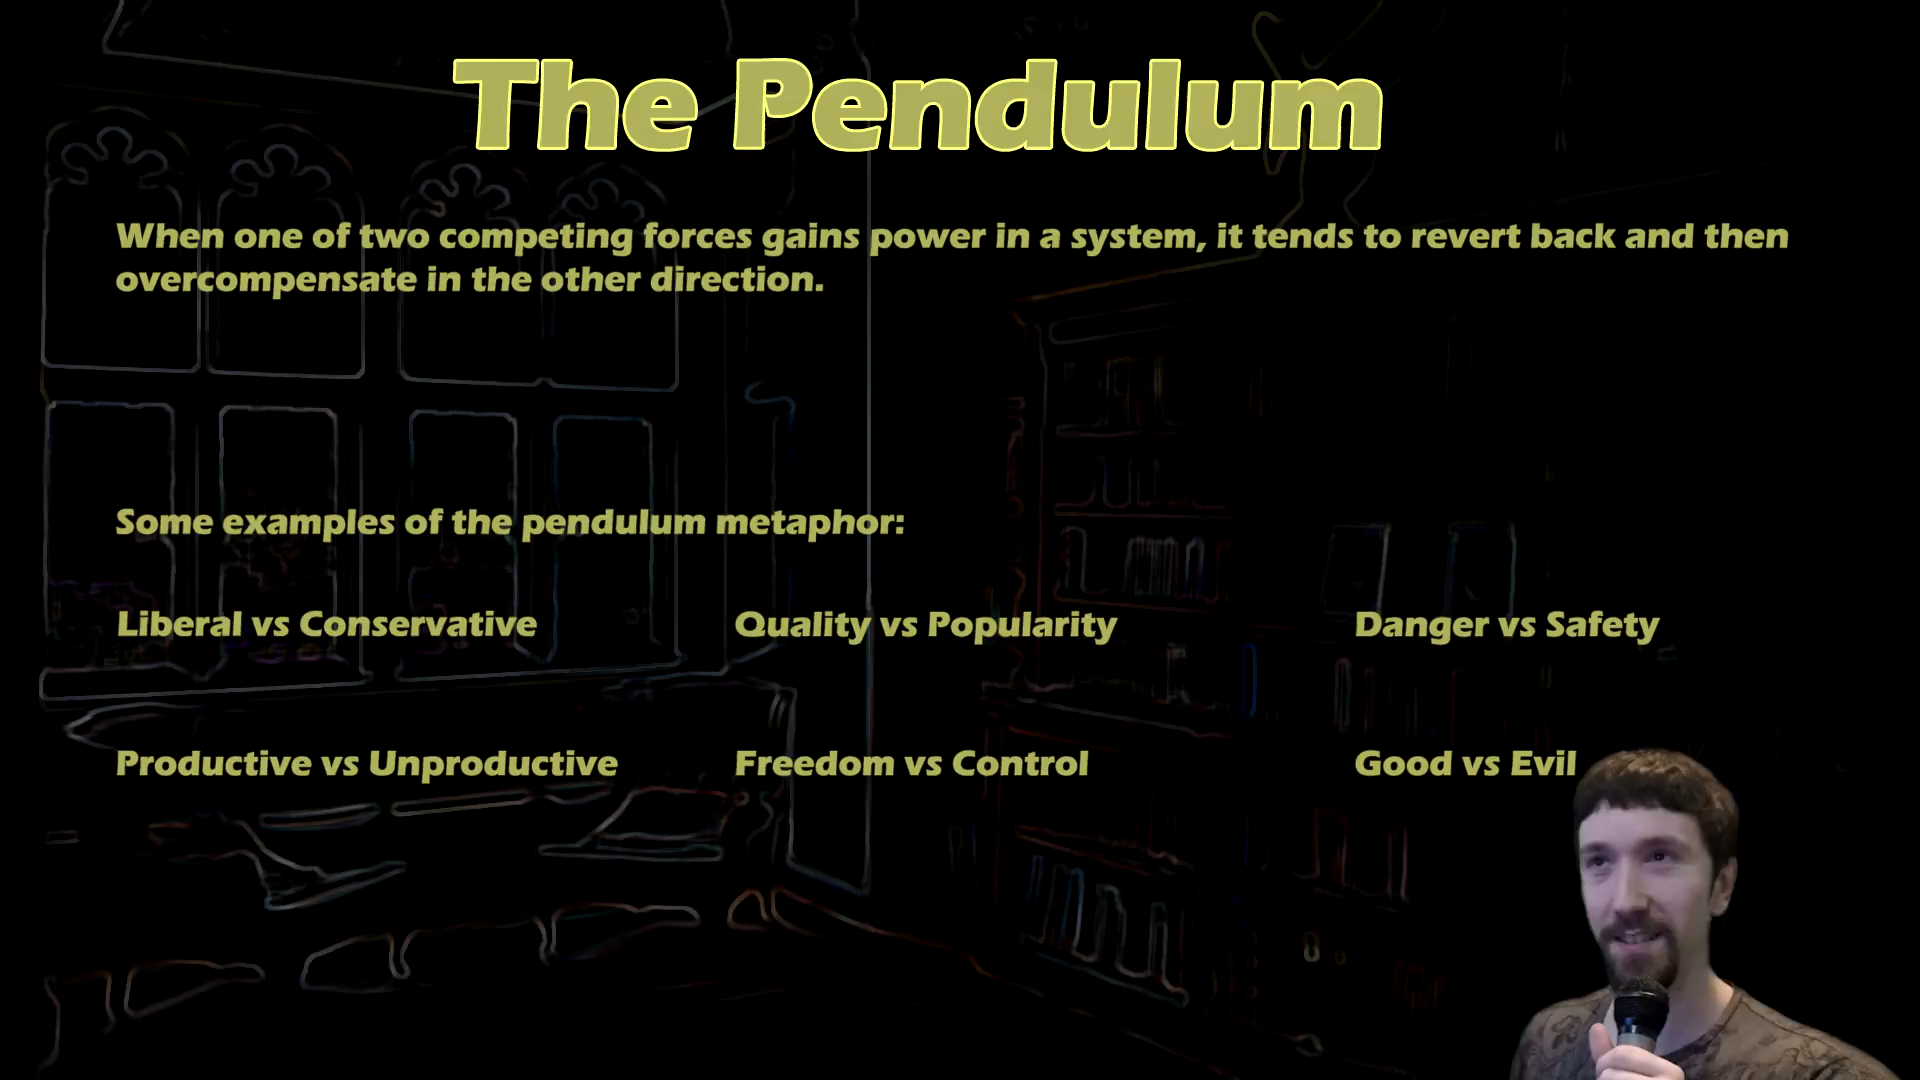 The Pendulum
When one of two competing forces gains power in a system, it tends to revert back and then
overcompensate in the other direction.
Some examples of the pendulum metaphor:
Liberal vs Conservative
Quality vs Popularity
Danger vs Safety
Productive vs Unproductive
Freedom vs Control
Good vs Evil